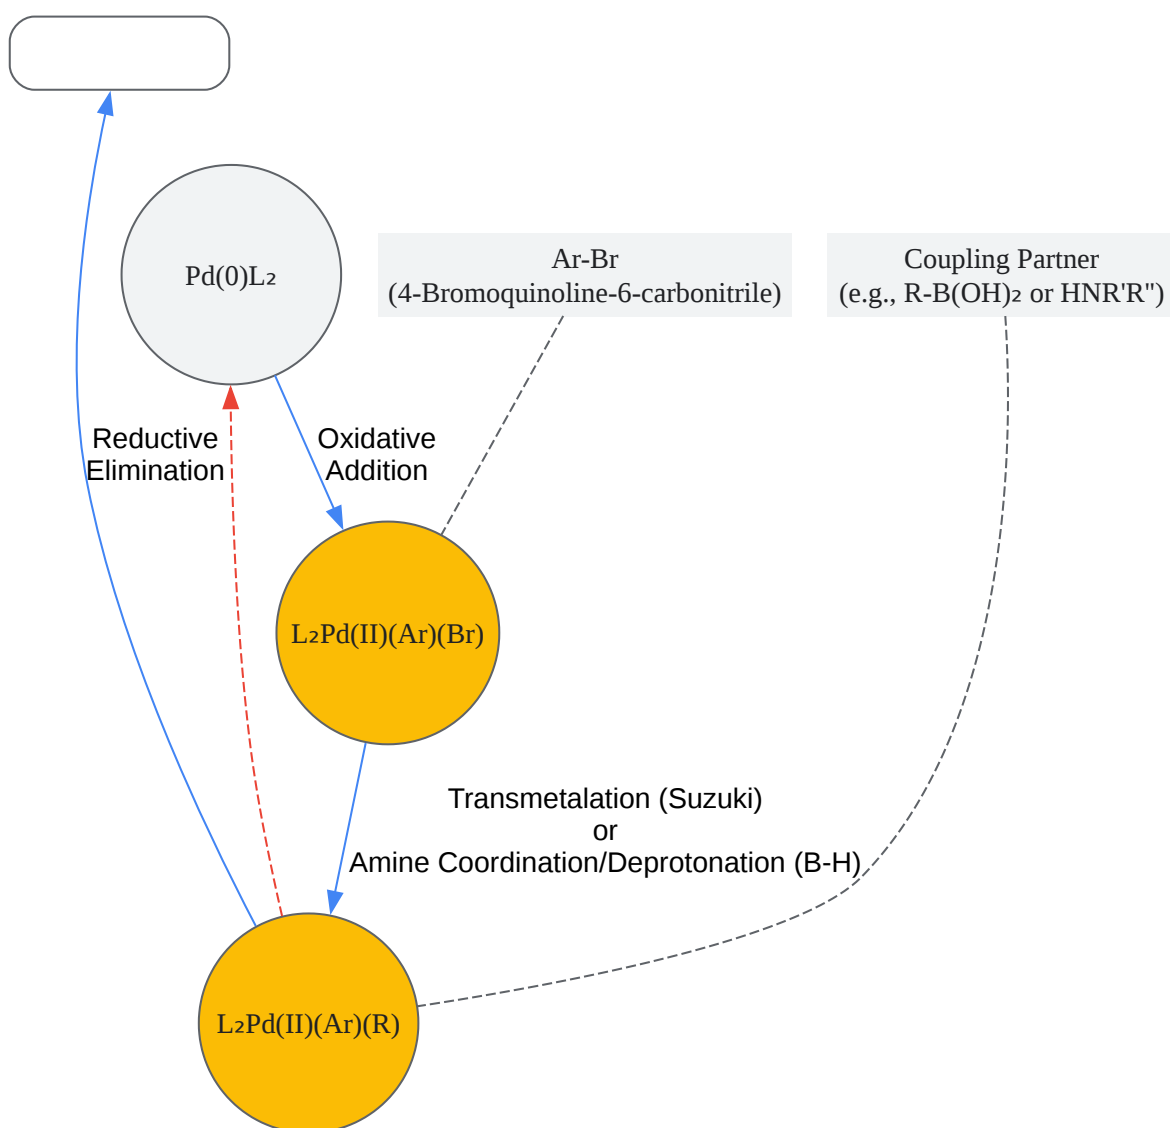 Pd(0)L₂
Ar-Br
(4-Bromoquinoline-6-carbonitrile)
Coupling Partner
(e.g., R-B(OH)₂ or HNR'R")
Reductive
Elimination
Oxidative
Addition
L₂Pd(II)(Ar)(Br)
Transmetalation (Suzuki)
or
Amine Coordination/Deprotonation (B-H)
L₂Pd(II)(Ar)(R)